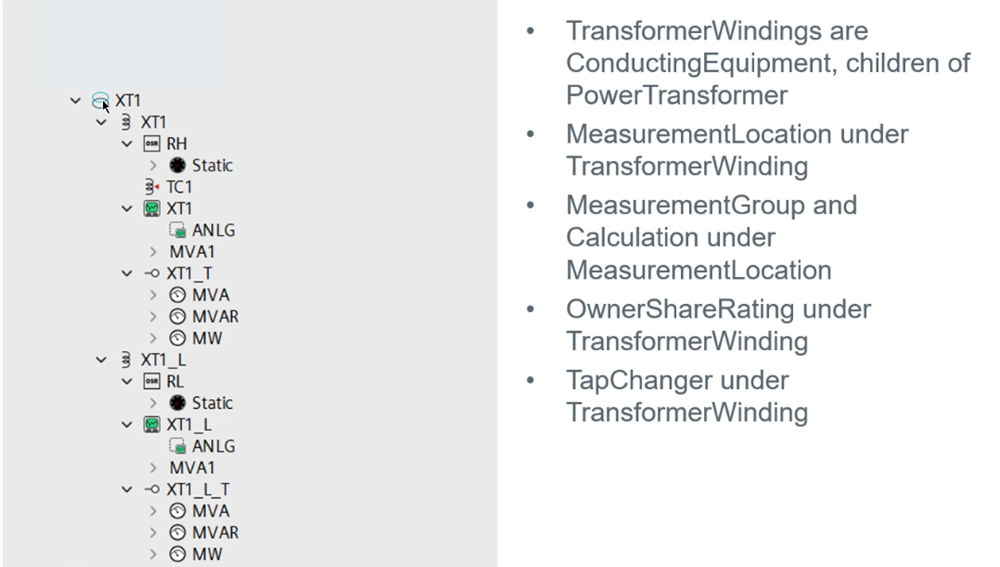 XT1
XT1
OSR RH
Static
TC1
XT1
ANLG
MVA1
XT1_T
MVA
MVAR
MW
XT1_L
OSR RL
Static
XT1_L
ANLG
MVA1
XT1_L_T
MVA
MVAR
MW
• TransformerWindings are
ConductingEquipment, children of
PowerTransformer
• MeasurementLocation under
TransformerWinding
• MeasurementGroup and
Calculation under
MeasurementLocation
• OwnerShareRating under
TransformerWinding
• TapChanger under
TransformerWinding